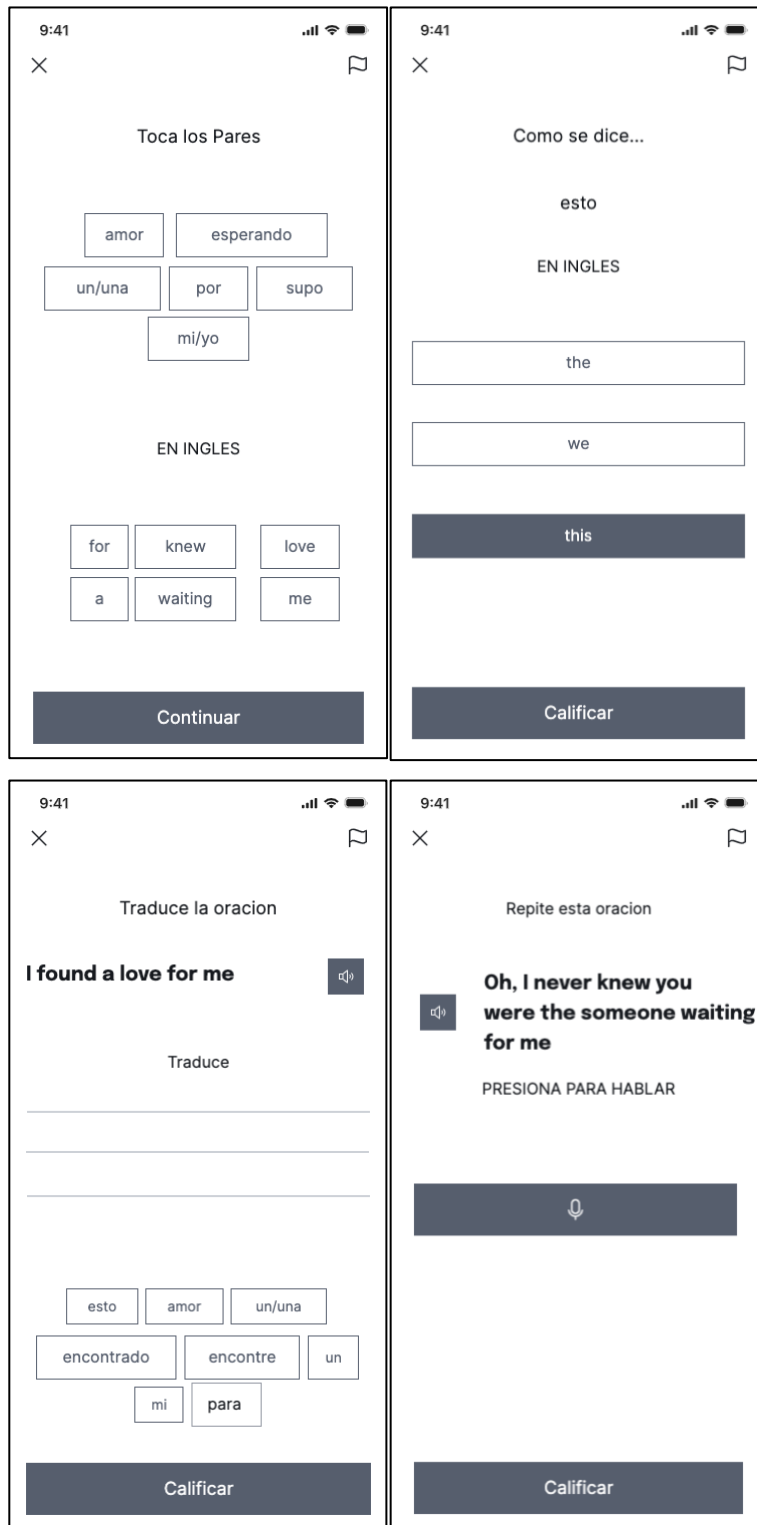 9:41
Toca los Pares
amor esperando
un/una por supo
mi/yo
EN INGLES
for knew love
a waiting me
Continuar
9:41
Como se dice...
esto
EN INGLES
the
we
this
Calificar
9:41
Traduce la oracion
I found a love for me
Traduce
esto amor un/una
encontrado encontre un
mi para
Calificar
9:41
Repite esta oracion
Oh, I never knew you
were the someone waiting
for me
PRESIONA PARA HABLAR
Calificar